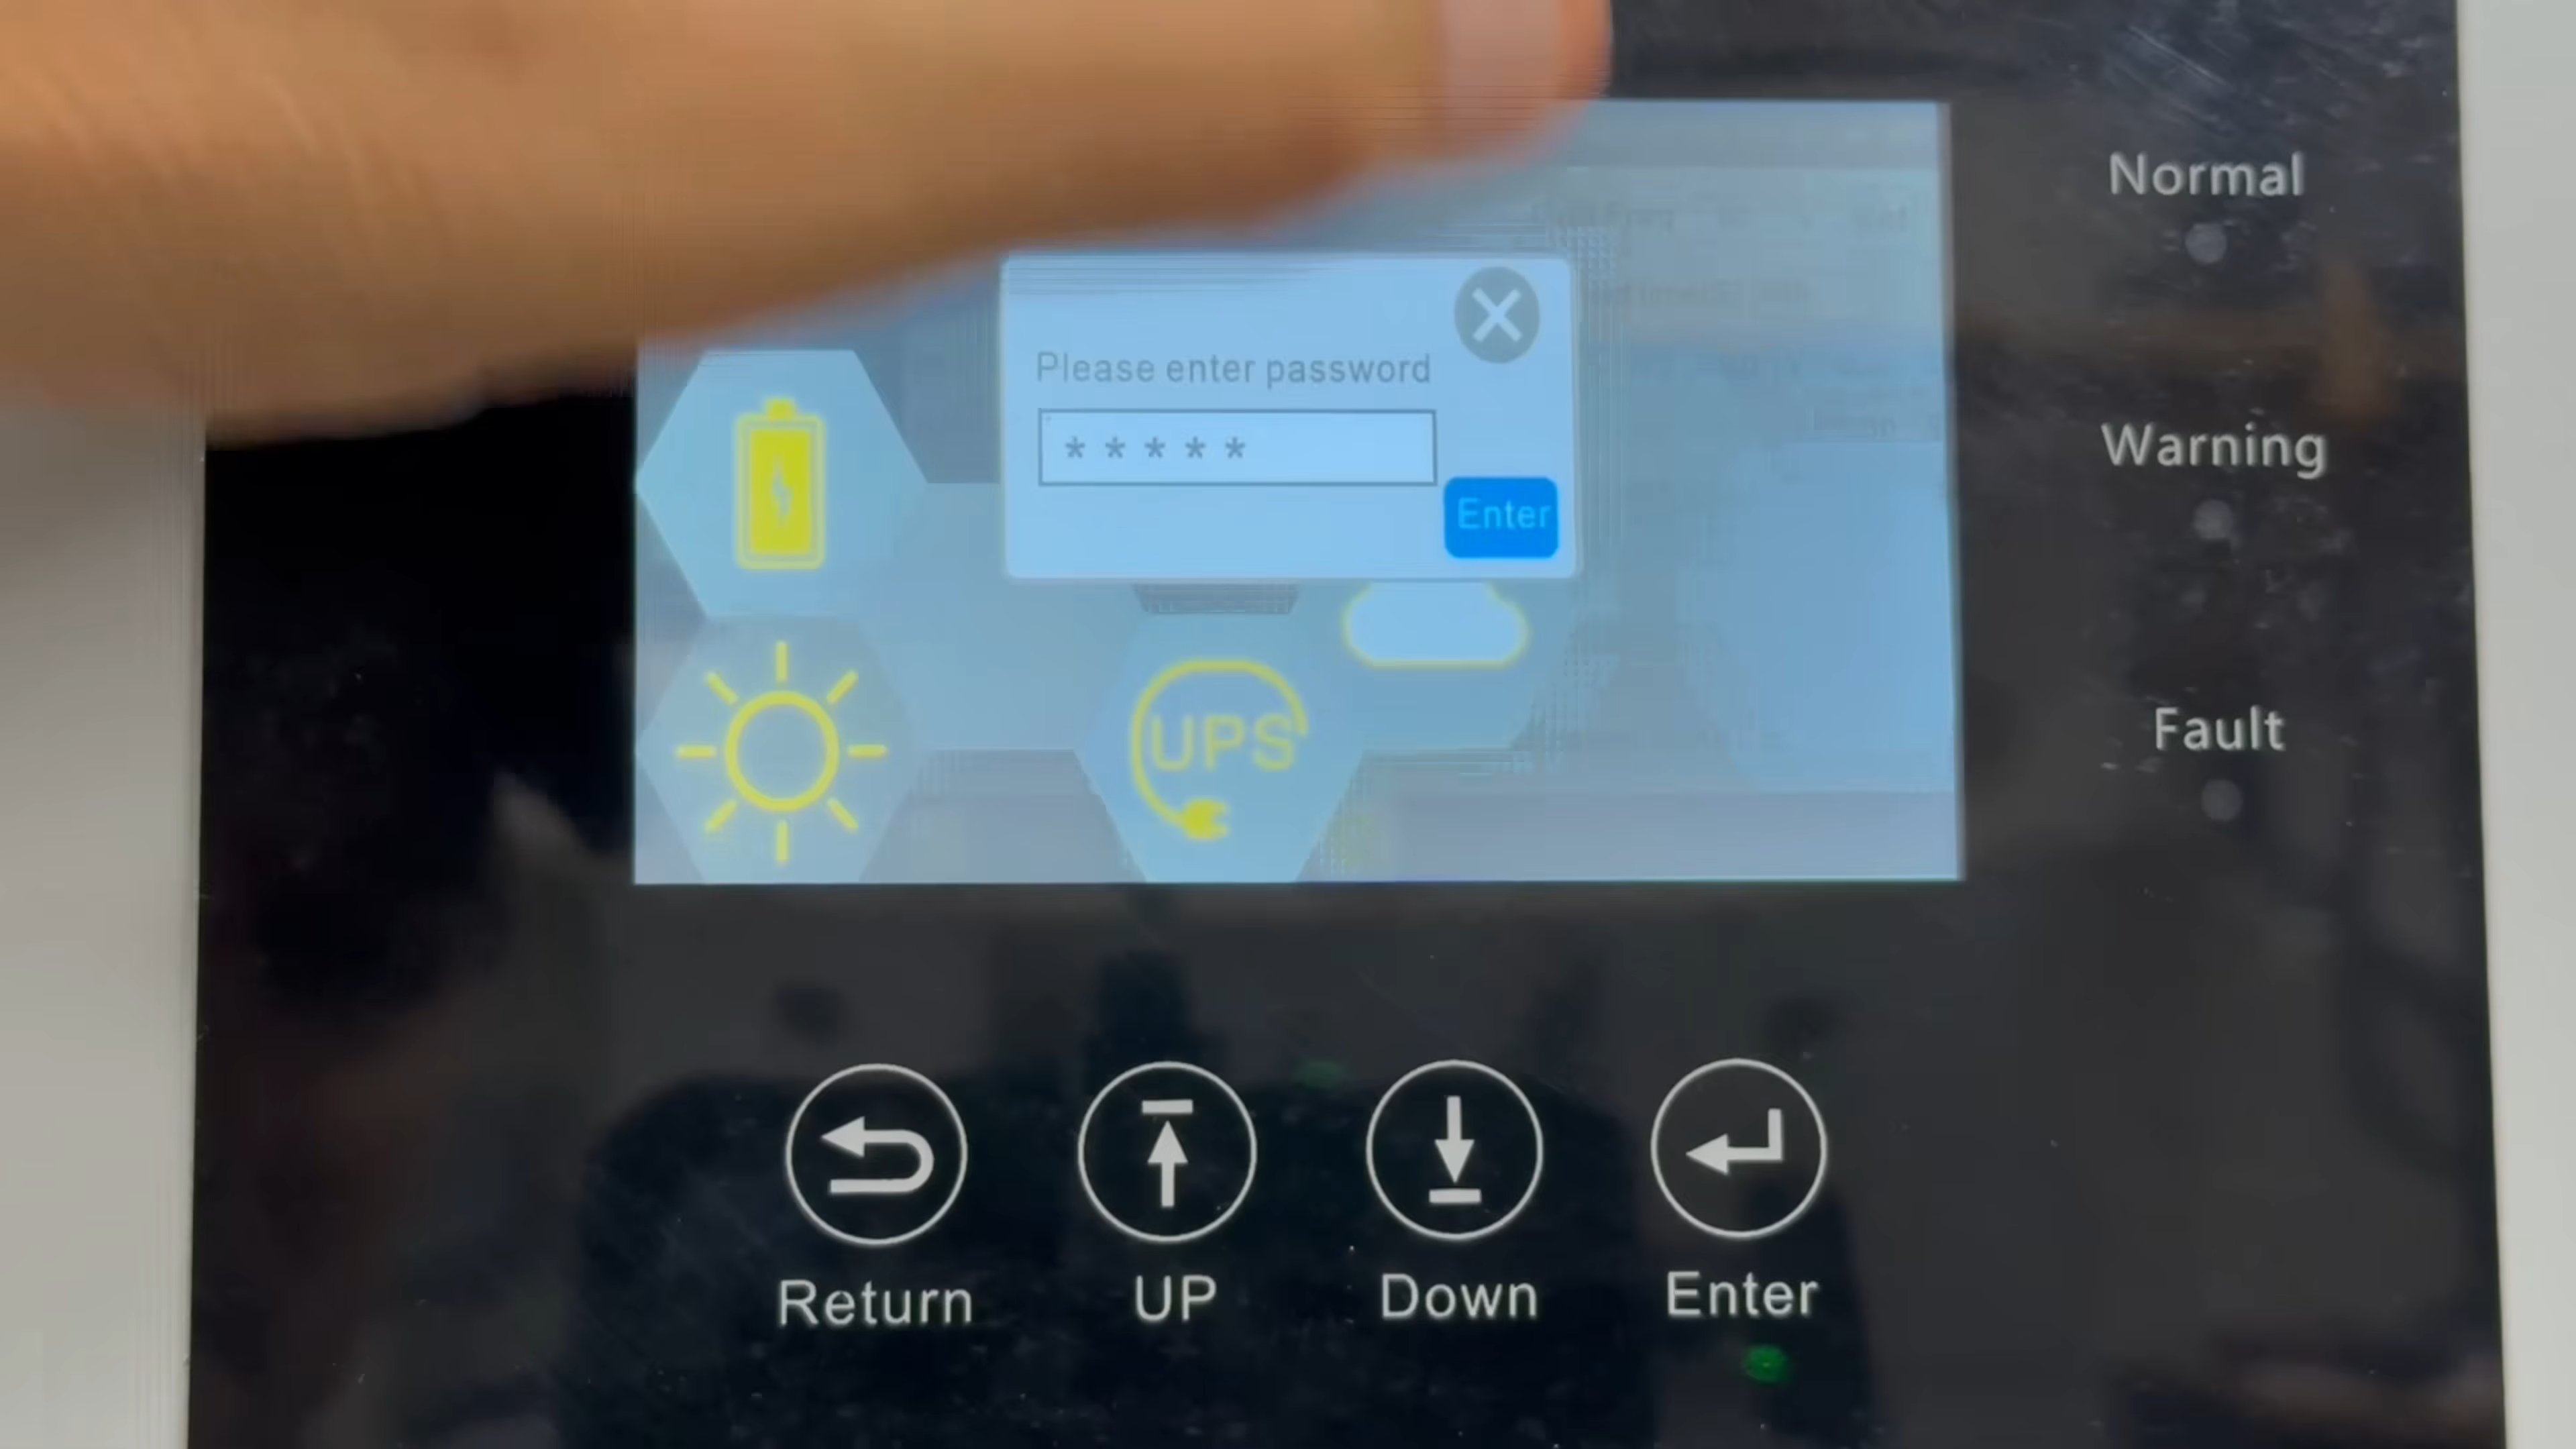 Normal
Please enter password
* * * * *
Enter
Warning
UPS
Fault
Return
UP
Down
Enter